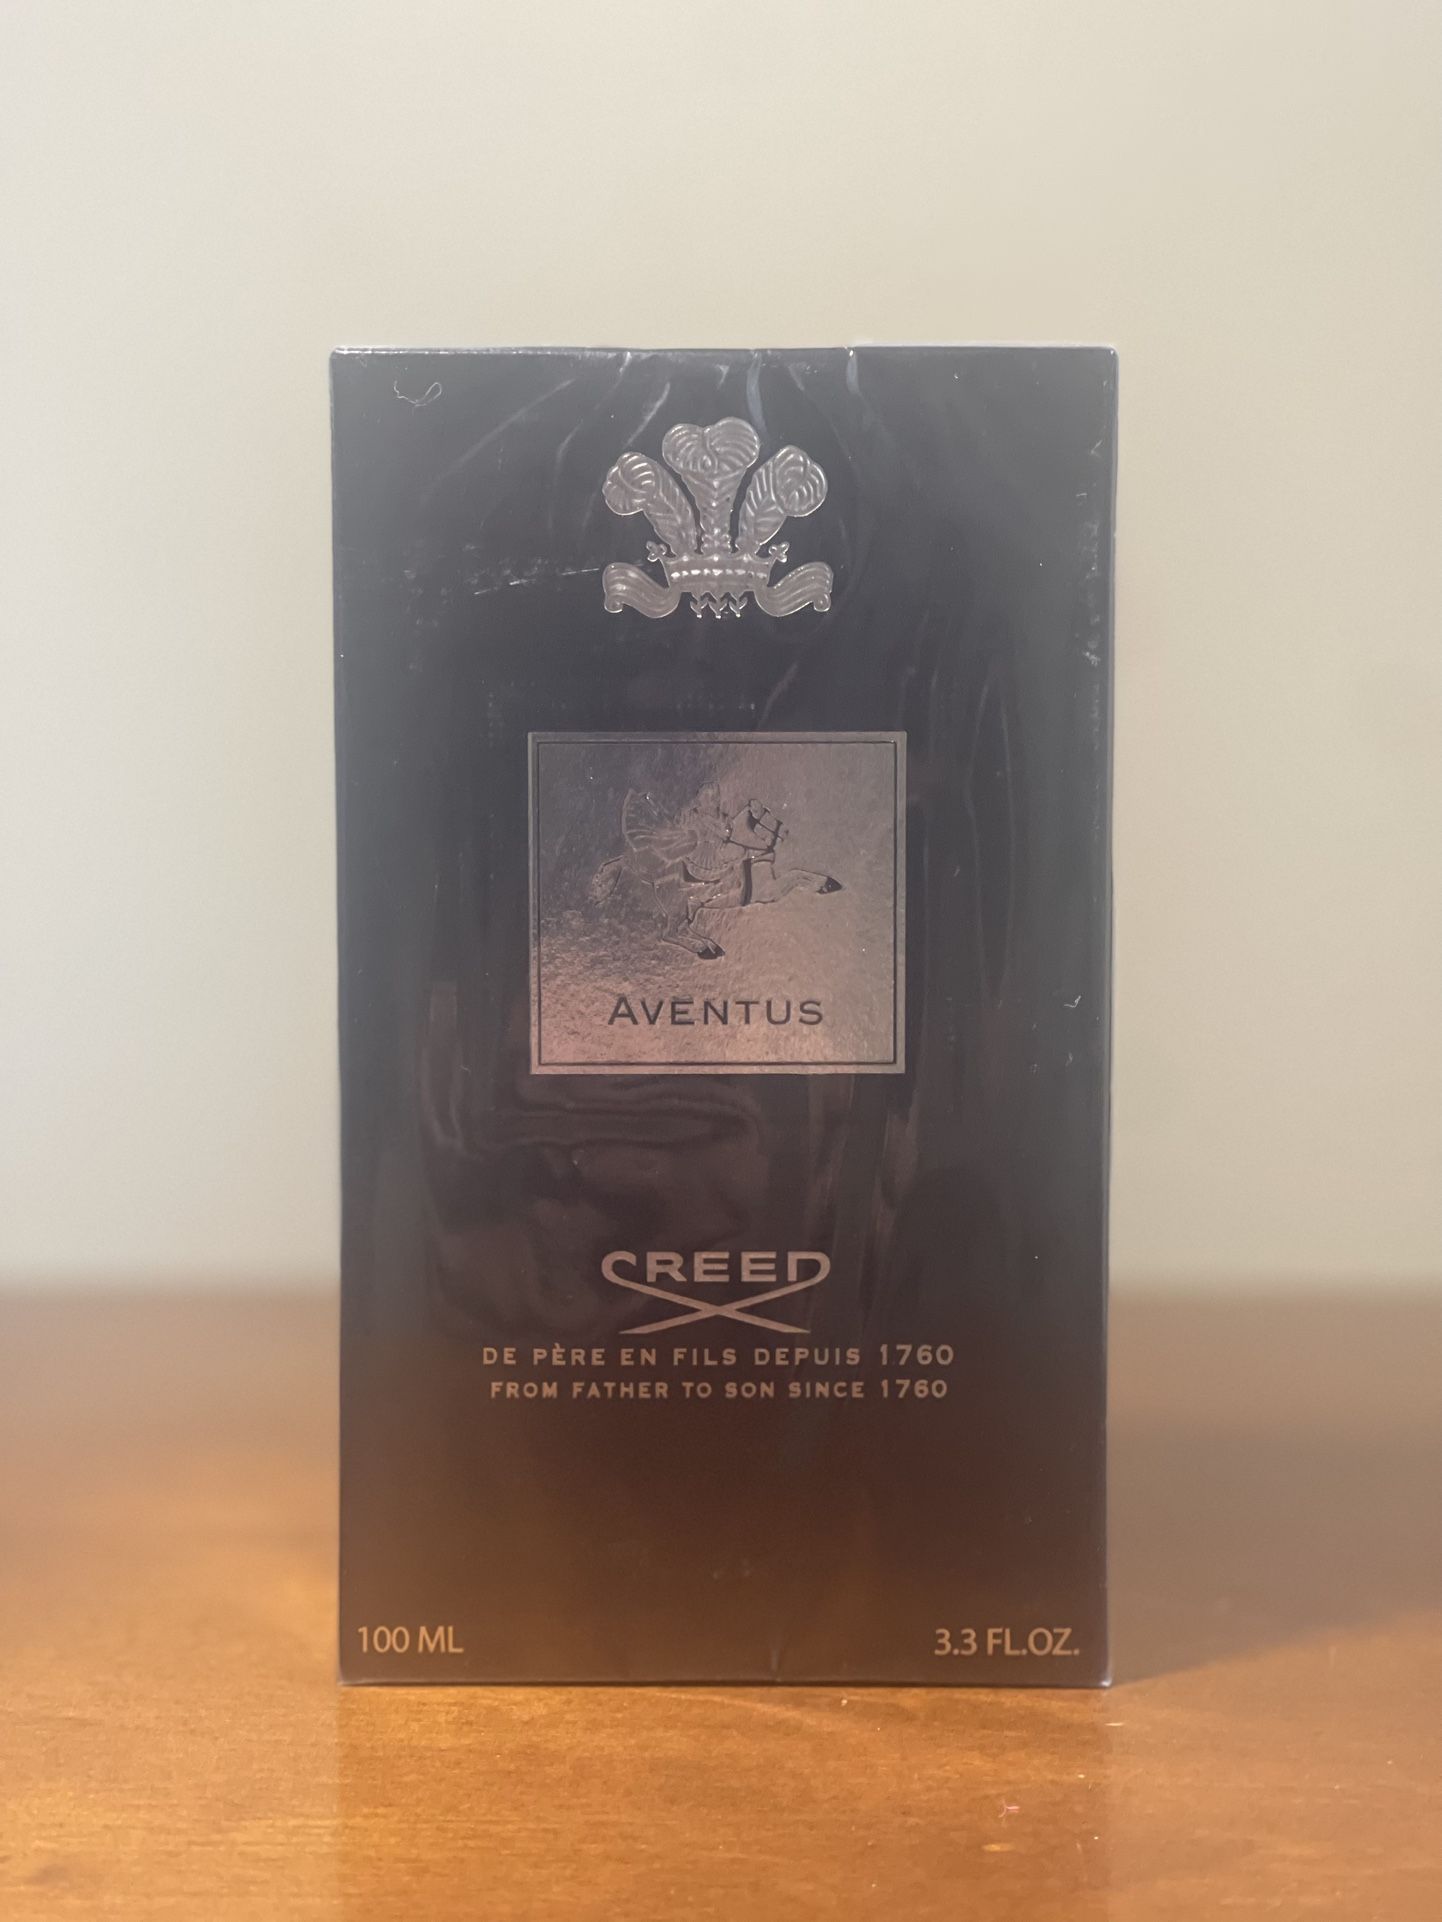 AVENTUS
CREED
DE PÈRE EN FILS DEPUIS 1760
FROM FATHER TO SON SINCE 1760
100 ML
3.3 FL.OZ.